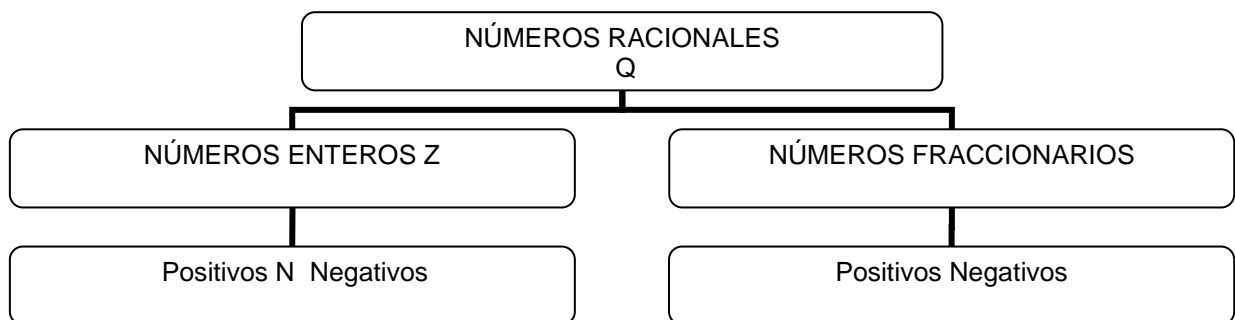 NÚMEROS RACIONALES
Q
NÚMEROS ENTEROS Z
NÚMEROS FRACCIONARIOS
Positivos N  Negativos
Positivos Negativos